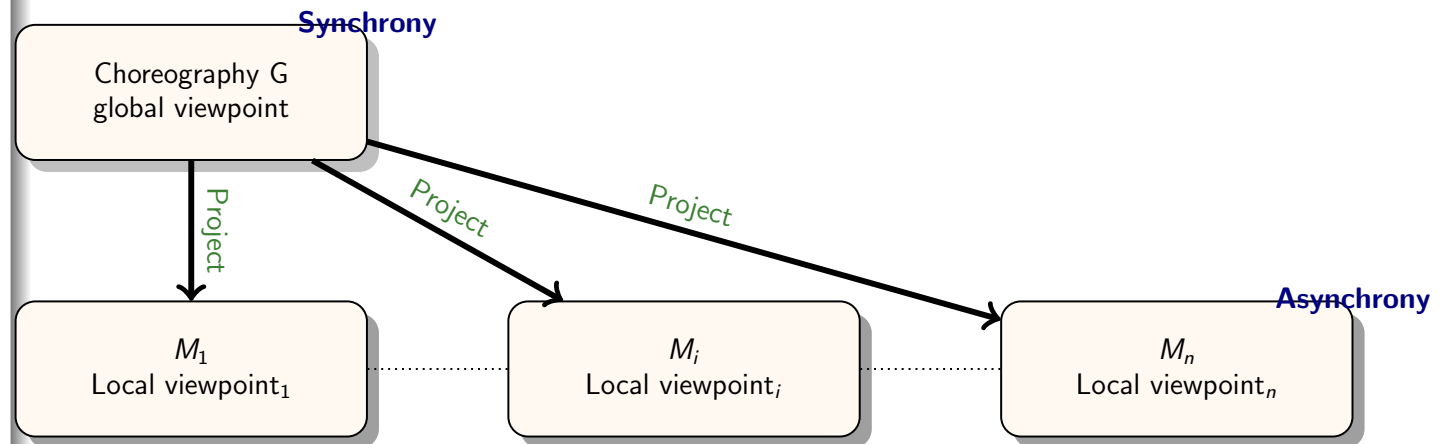 Synchrony
Choreography G
global viewpoint
Project
Project
Project
Asynchrony
M₁
Local viewpoint₁
Mᵢ
Local viewpointᵢ
Mₙ
Local viewpointₙ